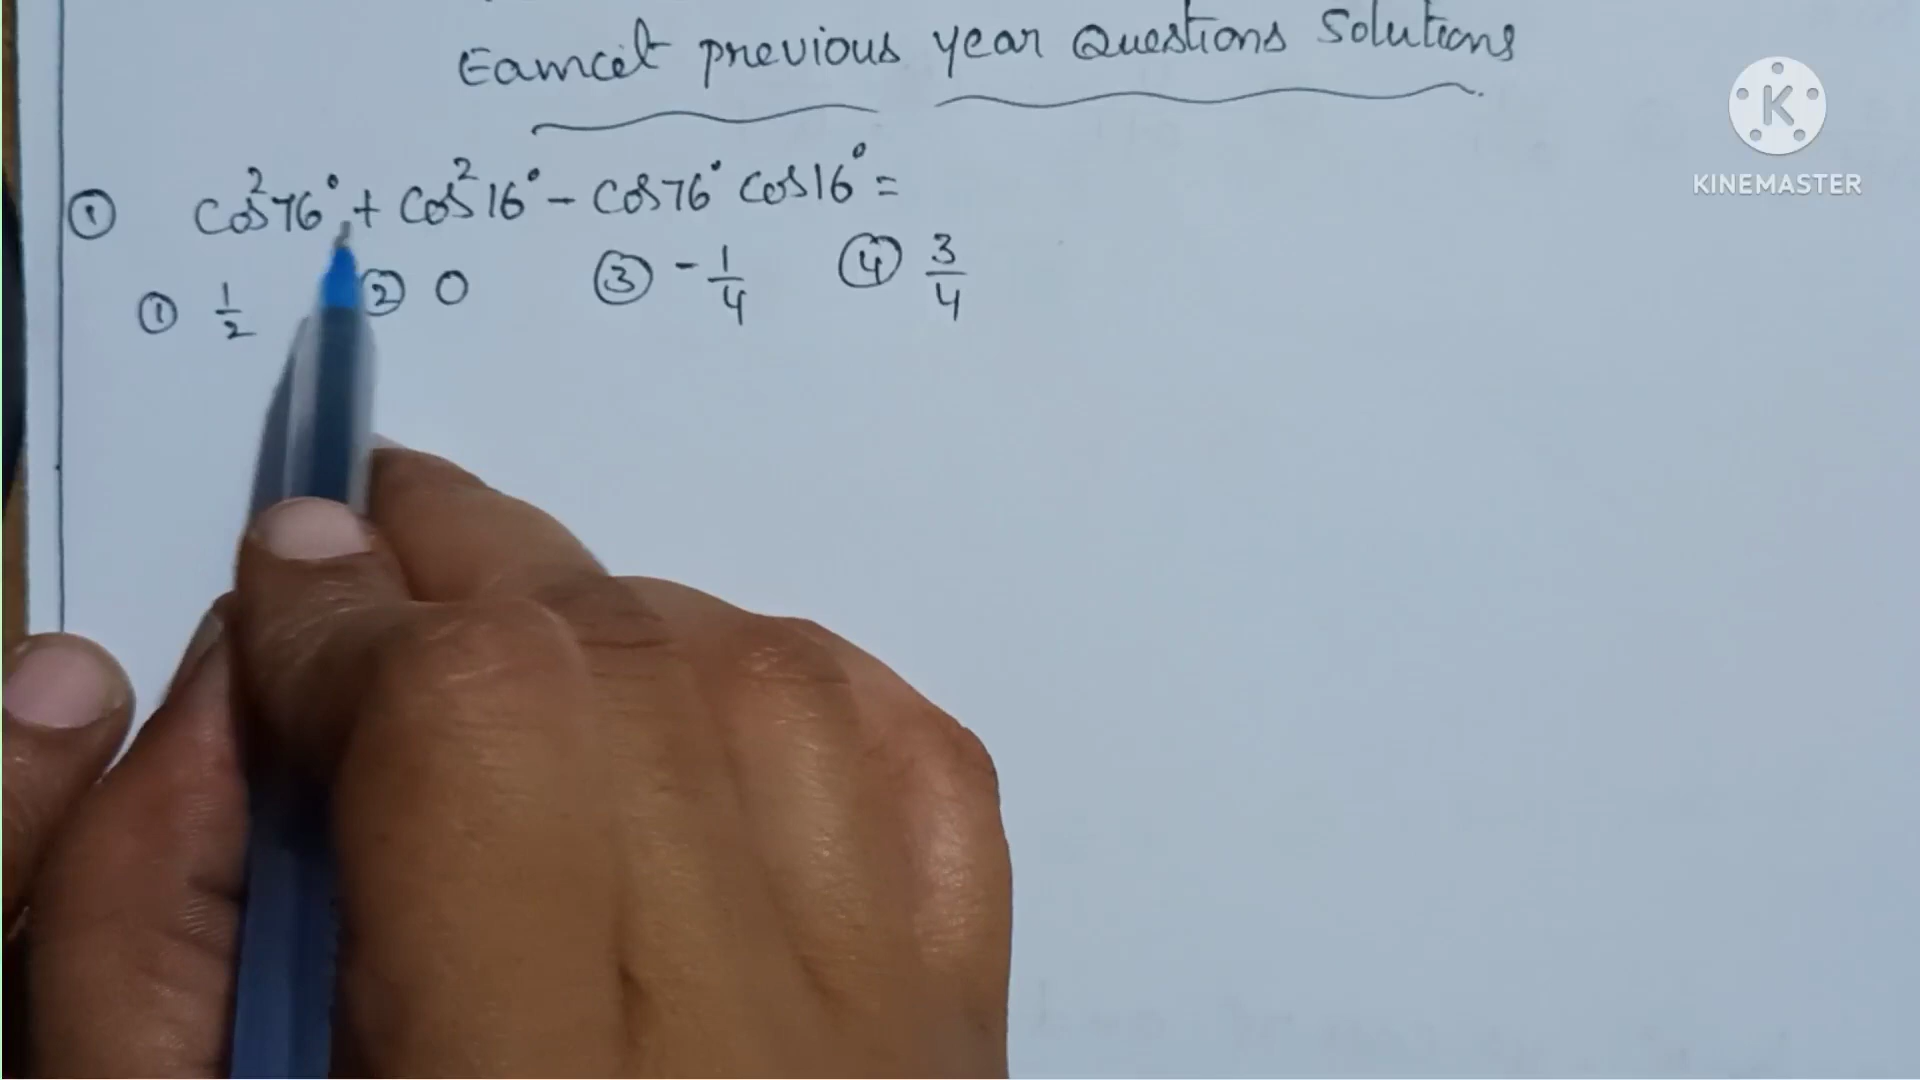 Eamcet previous year Questions Solutions
K
KINEMASTER
① cos²76° + cos²16° - cos76° cos16° =
① 1/2 ② 0 ③ -1/4 ④ 3/4